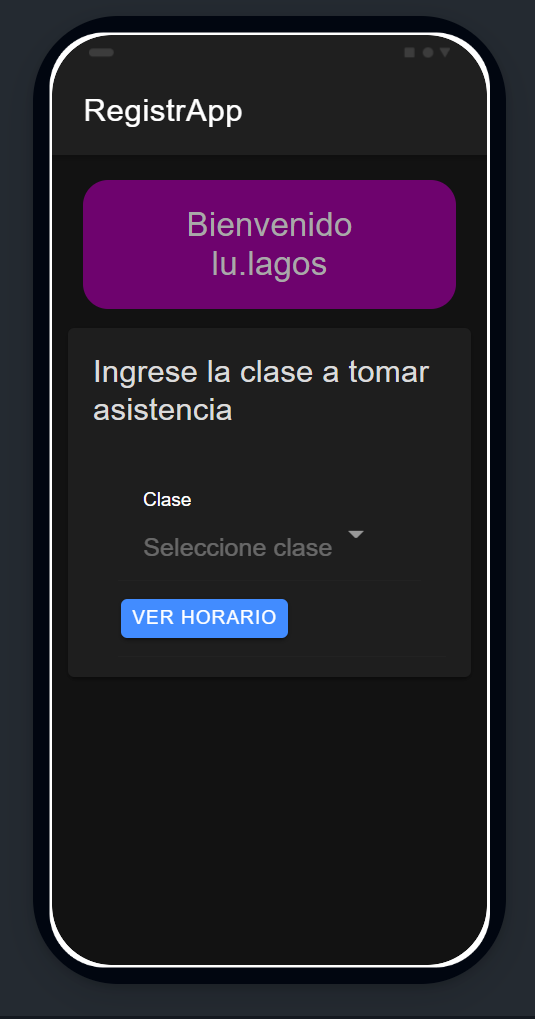 RegistrApp
Bienvenido
lu.lagos
Ingrese la clase a tomar
asistencia
Clase
Seleccione clase
VER HORARIO